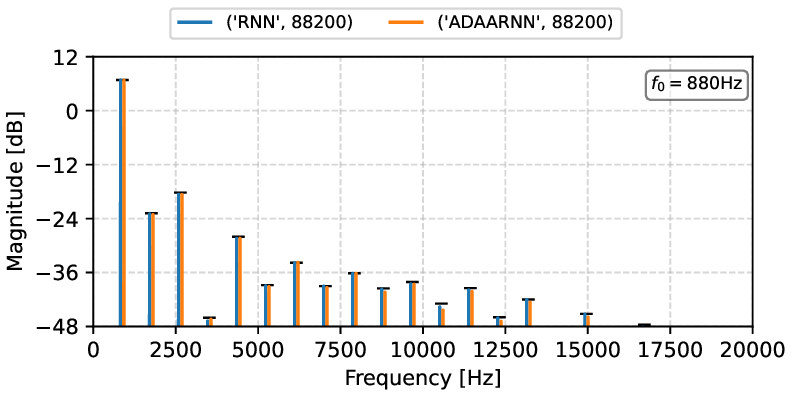 ('RNN', 88200) ('ADAARNN', 88200)
12
0
−12
−24
−36
−48
Magnitude [dB]
f₀ = 880Hz
0 2500 5000 7500 10000 12500 15000 17500 20000
Frequency [Hz]